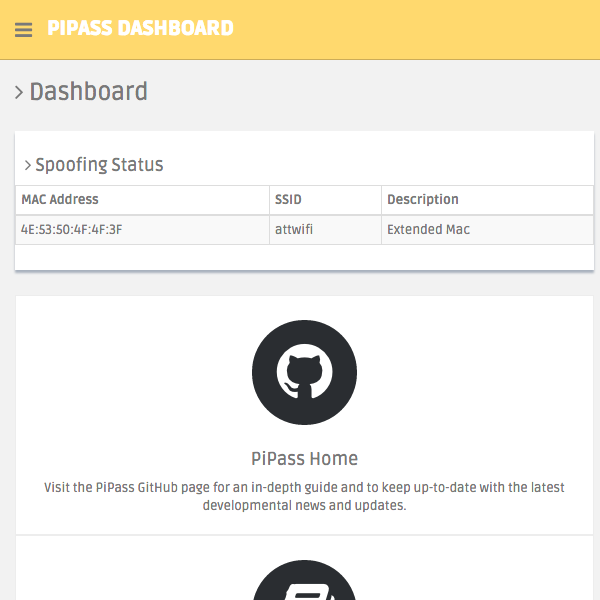 PIPASS DASHBOARD
Dashboard
Spoofing Status
MAC Address SSID Description
4E:53:50:4F:4F:3F attwifi Extended Mac
PiPass Home
Visit the PiPass GitHub page for an in-depth guide and to keep up-to-date with the latest
developmental news and updates.